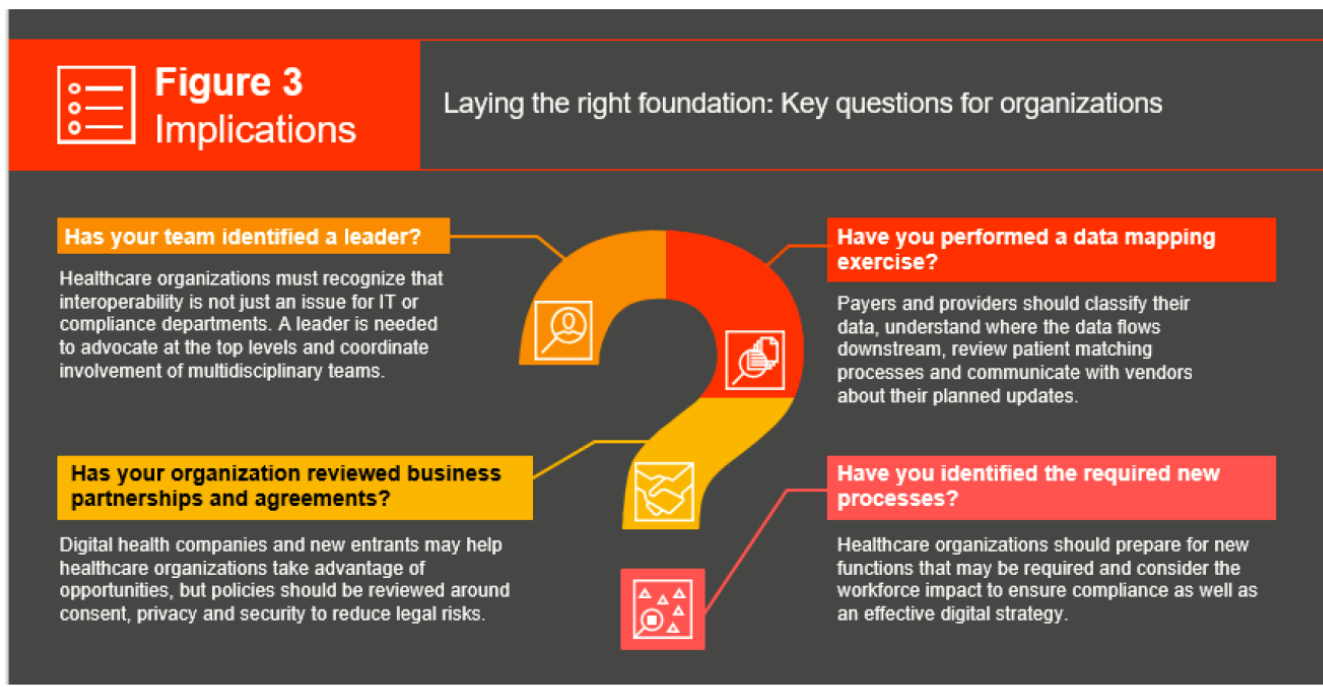 Figure 3
Implications
Laying the right foundation: Key questions for organizations
Has your team identified a leader?
Healthcare organizations must recognize that
interoperability is not just an issue for IT or
compliance departments. A leader is needed
to advocate at the top levels and coordinate
involvement of multidisciplinary teams.
Have you performed a data mapping
exercise?
Payers and providers should classify their
data, understand where the data flows
downstream, review patient matching
processes and communicate with vendors
about their planned updates.
Has your organization reviewed business
partnerships and agreements?
Digital health companies and new entrants may help
healthcare organizations take advantage of
opportunities, but policies should be reviewed around
consent, privacy and security to reduce legal risks.
Have you identified the required new
processes?
Healthcare organizations should prepare for new
functions that may be required and consider the
workforce impact to ensure compliance as well as
an effective digital strategy.